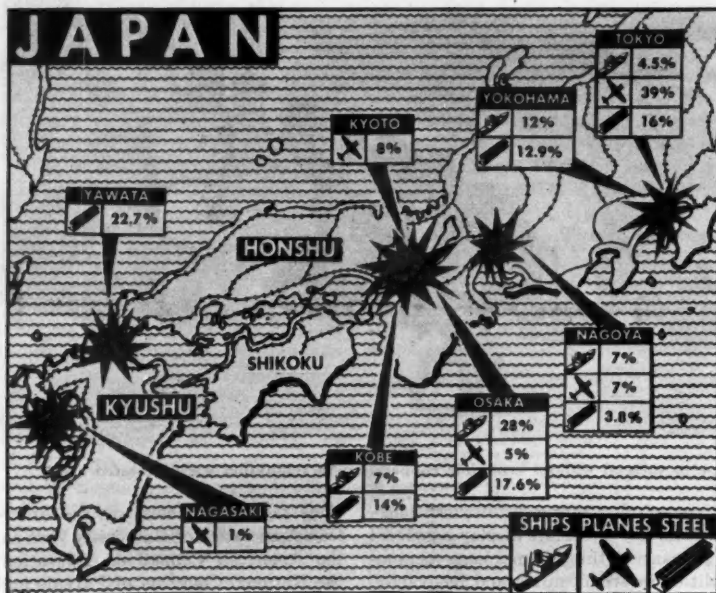 JAPAN
TOKYO
4.5%
39%
16%
YOKOHAMA
12%
12.9%
KYOTO
8%
YAWATA
22.7%
HONSHU
SHIKOKU
KYUSHU
NAGOYA
7%
7%
3.8%
OSAKA
28%
5%
17.6%
KOBE
7%
14%
NAGASAKI
1%
SHIPS PLANES STEEL